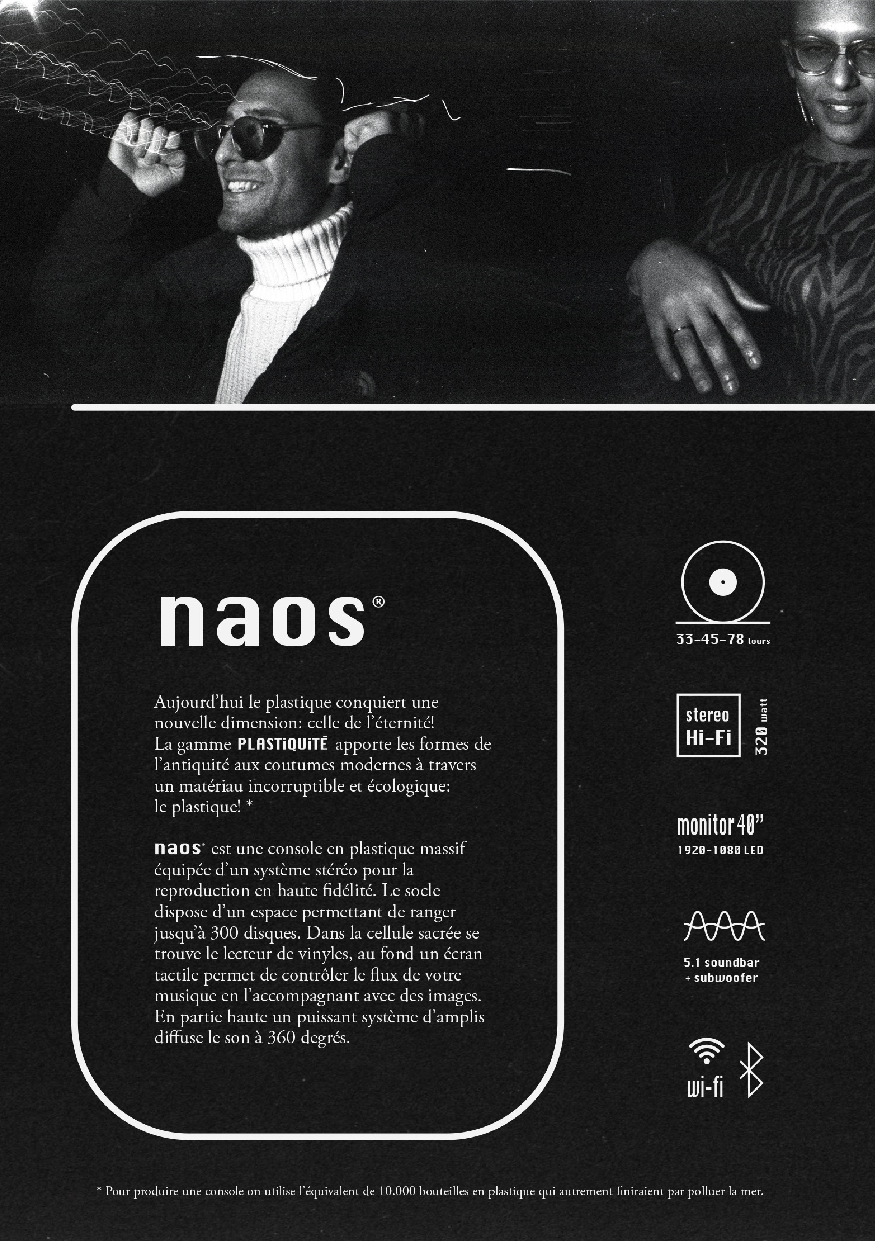 naos®
Aujourd'hui le plastique conquiert une
nouvelle dimension: celle de l'éternité!
La gamme PLASTiQUiTÉ apporte les formes de
l'antiquité aux coutumes modernes à travers
un matériau incorruptible et écologique:
le plastique! *
naos® est une console en plastique massif
équipée d'un système stéréo pour la
reproduction en haute fidélité. Le socle
dispose d'un espace permettant de ranger
jusqu'à 300 disques. Dans la cellule sacrée se
trouve le lecteur de vinyles, au fond un écran
tactile permet de contrôler le flux de votre
musique en l'accompagnant avec des images.
En partie haute un puissant système d'amplis
diffuse le son à 360 degrés.
33-45-78 tours
stereo
Hi-Fi
320 watt
monitor 40”
1920-1080 LED
5.1 soundbar
+ subwoofer
wi-fi
* Pour produire une console on utilise l'équivalent de 10.000 bouteilles en plastique qui autrement finiraient par polluer la mer.